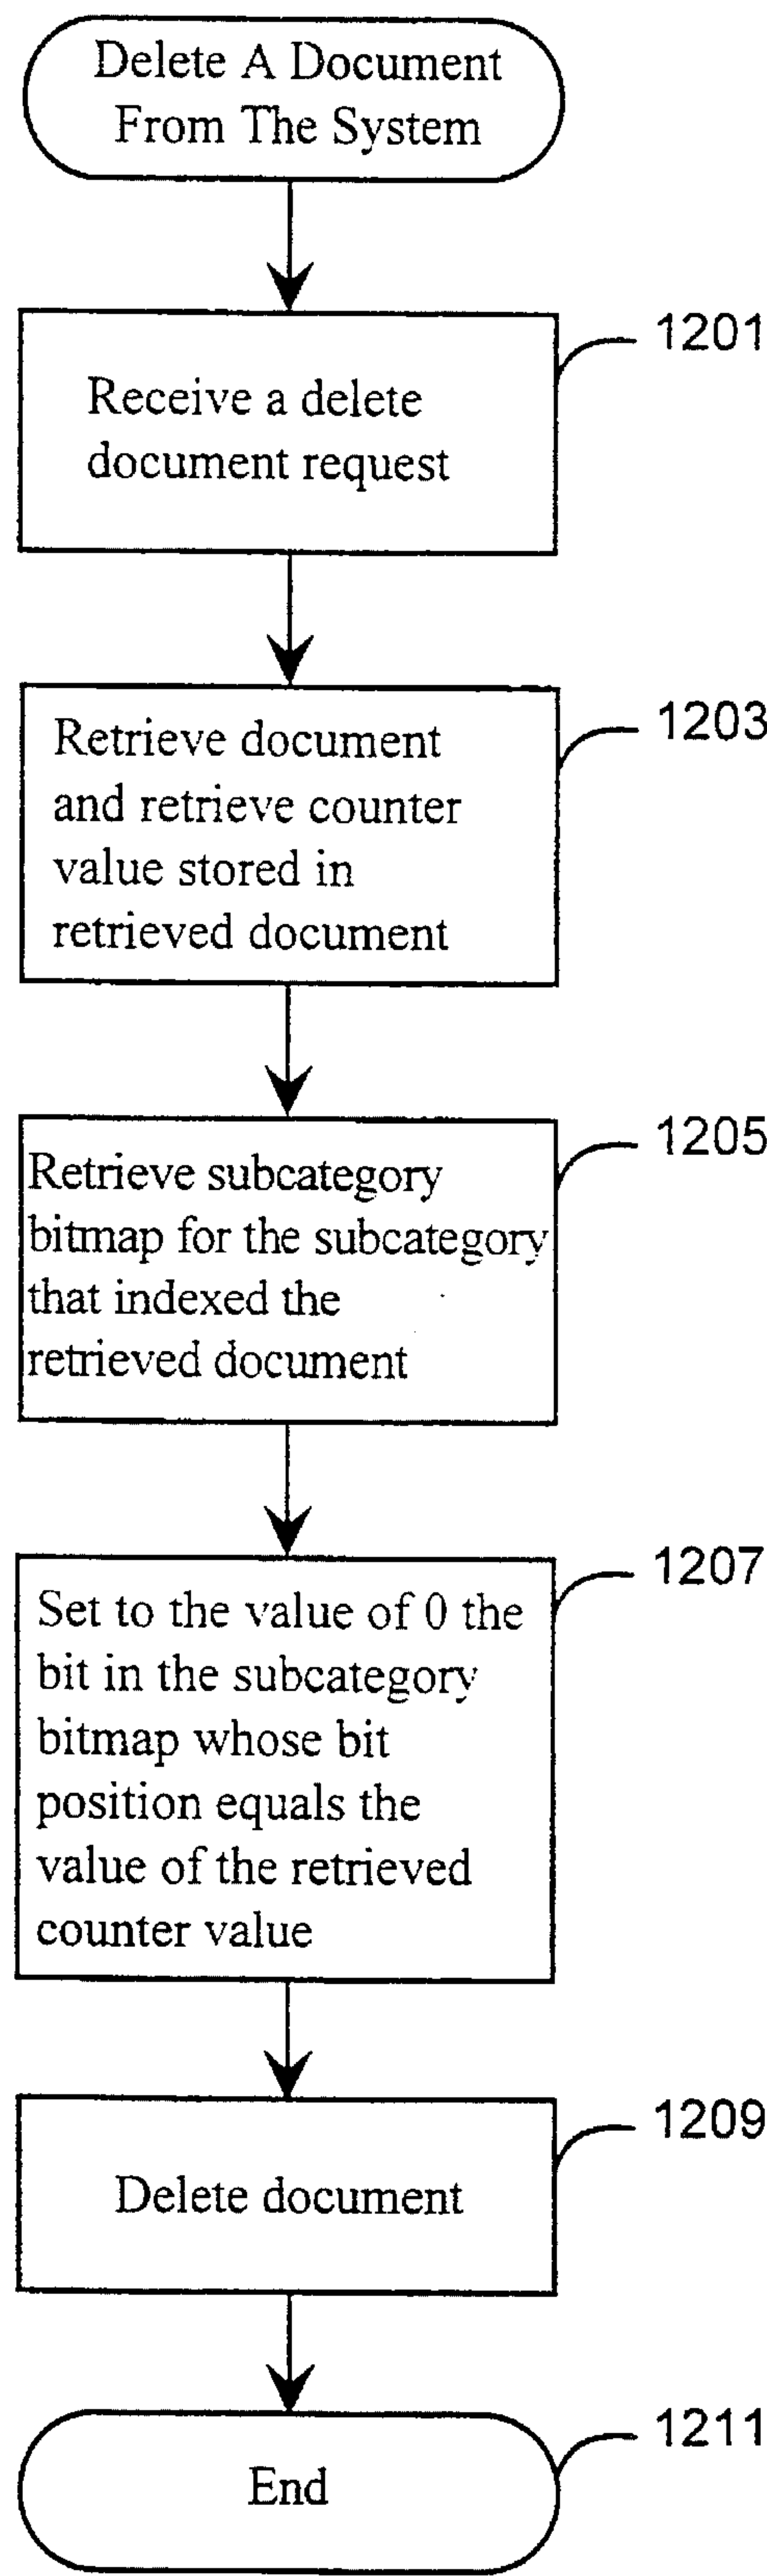 Delete A Document
From The System
1201
Receive a delete
document request
1203
Retrieve document
and retrieve counter
value stored in
retrieved document
1205
Retrieve subcategory
bitmap for the subcategory
that indexed the
retrieved document
1207
Set to the value of 0 the
bit in the subcategory
bitmap whose bit
position equals the
value of the retrieved
counter value
1209
Delete document
1211
End